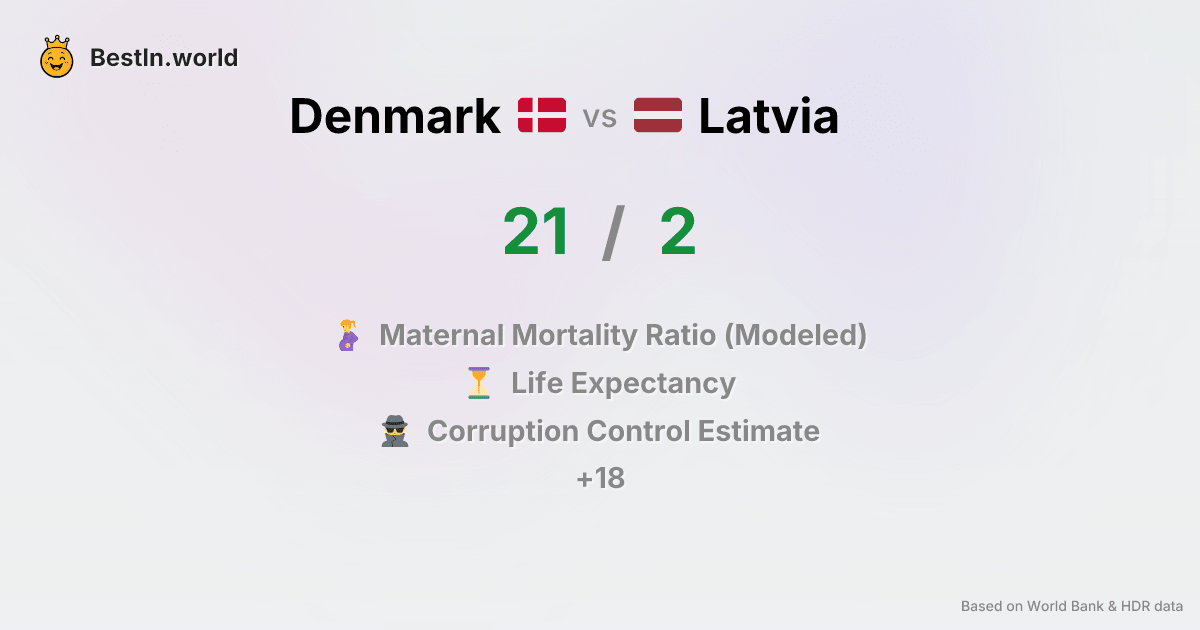 BestIn.world
Denmark vs Latvia
21 / 2
Maternal Mortality Ratio (Modeled)
Life Expectancy
Corruption Control Estimate
+18
Based on World Bank & HDR data